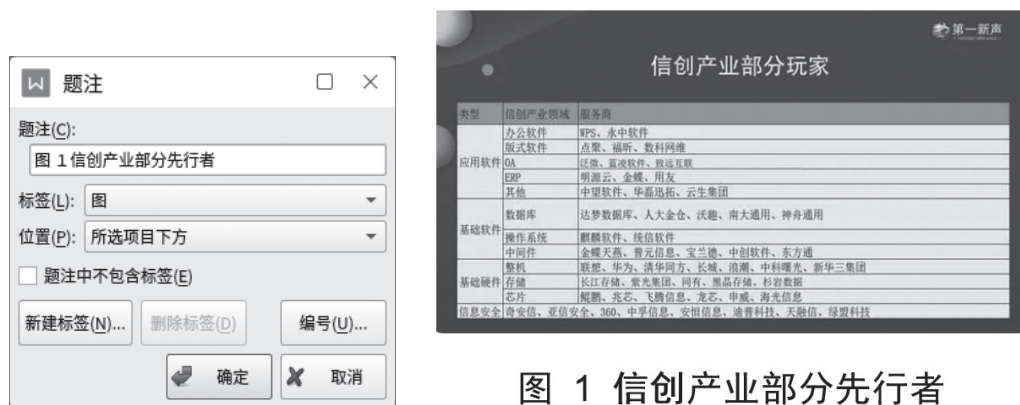 题注
题注(C):
图 1信创产业部分先行者
标签(L): 图
位置(P): 所选项目下方
题注中不包含标签(E)
新建标签(N)... 删除标签(D) 编号(U)...
确定 取消
第一新声
信创产业部分玩家
类型 信创产业领域 服务商
应用软件
办公软件 WPS、永中软件
版式软件 点聚、福昕、数科网维
OA 泛微、蓝凌软件、致远互联
ERP 明源云、金蝶、用友
其他 中望软件、华磊迅拓、云生集团
基础软件
数据库 达梦数据库、人大金仓、沃趣、南大通用、神舟通用
操作系统 麒麟软件、统信软件
中间件 金蝶天燕、普元信息、宝兰德、中创软件、东方通
基础硬件
整机 联想、华为、清华同方、长城、浪潮、中科曙光、新华三集团
存储 长江存储、紫光集团、同有、黑晶存储、杉岩数据
芯片 鲲鹏、兆芯、飞腾信息、龙芯、申威、海光信息
信息安全 奇安信、亚信安全、360、中孚信息、安恒信息、迪普科技、天融信、绿盟科技
图 1 信创产业部分先行者